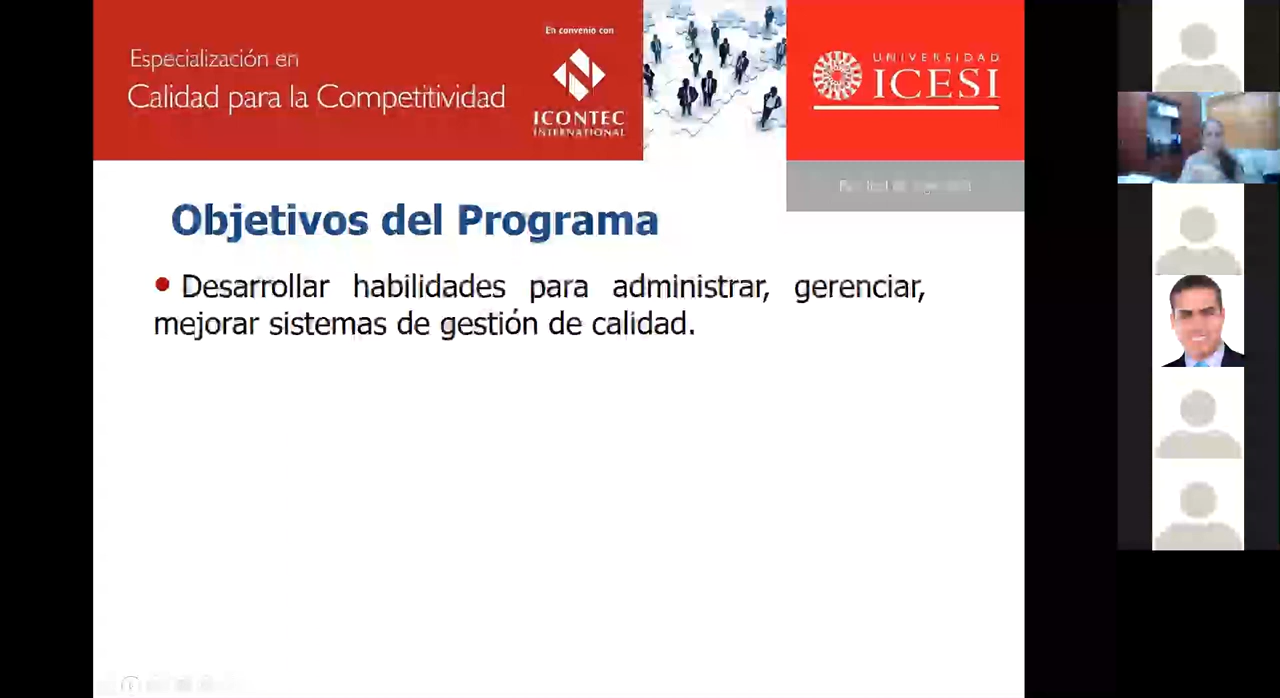 Especialización en
Calidad para la Competitividad
En convenio con
ICONTEC
INTERNATIONAL
UNIVERSIDAD
ICESI
Objetivos del Programa
Desarrollar habilidades para administrar, gerenciar,
mejorar sistemas de gestión de calidad.